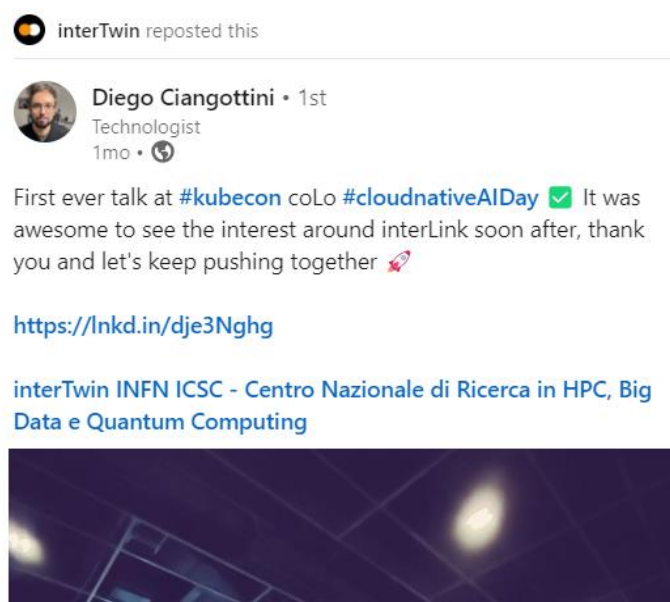 interTwin reposted this
Diego Ciangottini • 1st
Technologist
1mo •
First ever talk at #kubecon coLo #cloudnativeAIDay ✅ It was
awesome to see the interest around interLink soon after, thank
you and let's keep pushing together 🚀
https://lnkd.in/dje3Nghg
interTwin INFN ICSC - Centro Nazionale di Ricerca in HPC, Big
Data e Quantum Computing